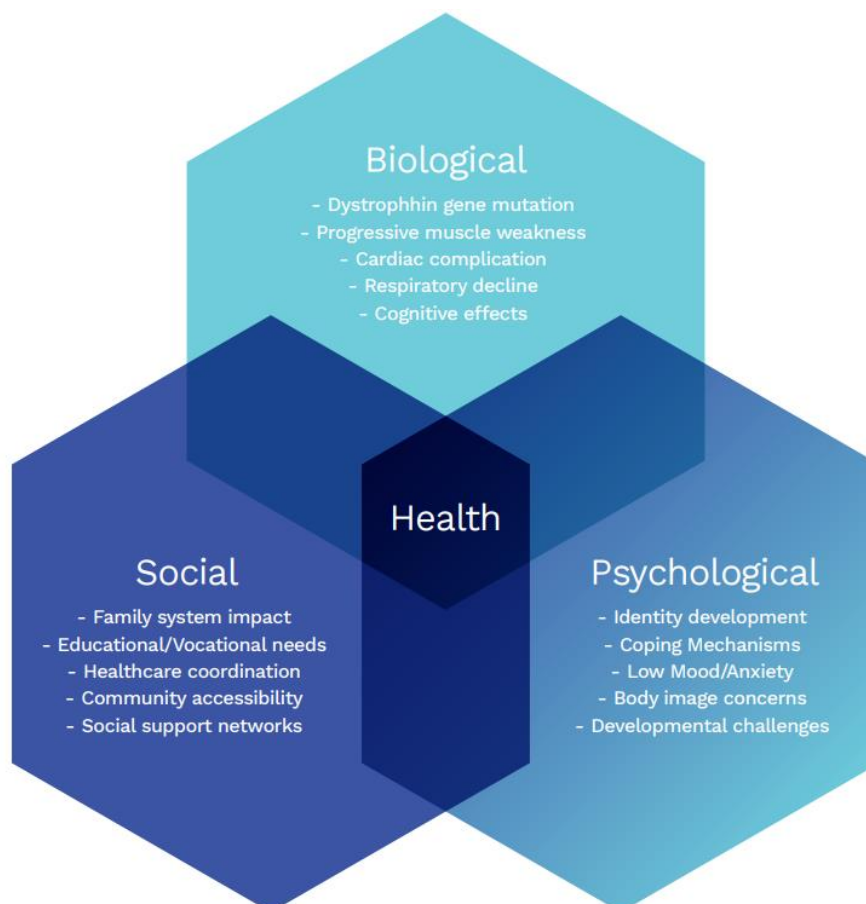 Biological
- Dystrophhin gene mutation
- Progressive muscle weakness
- Cardiac complication
- Respiratory decline
- Cognitive effects
Health
Social
- Family system impact
- Educational/Vocational needs
- Healthcare coordination
- Community accessibility
- Social support networks
Psychological
- Identity development
- Coping Mechanisms
- Low Mood/Anxiety
- Body image concerns
- Developmental challenges